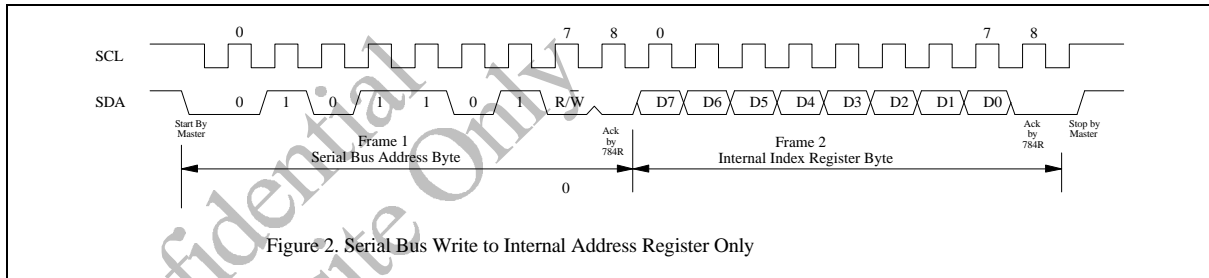 0 7 8 0 7 8
SCL
SDA 0 1 0 1 1 0 1 R/W D7 D6 D5 D4 D3 D2 D1 D0
Start By
Master
Ack
by
784R
Ack
by
784R
Stop by
Master
Frame 1
Serial Bus Address Byte
Frame 2
Internal Index Register Byte
0
Figure 2. Serial Bus Write to Internal Address Register Only
fidential
ite Only